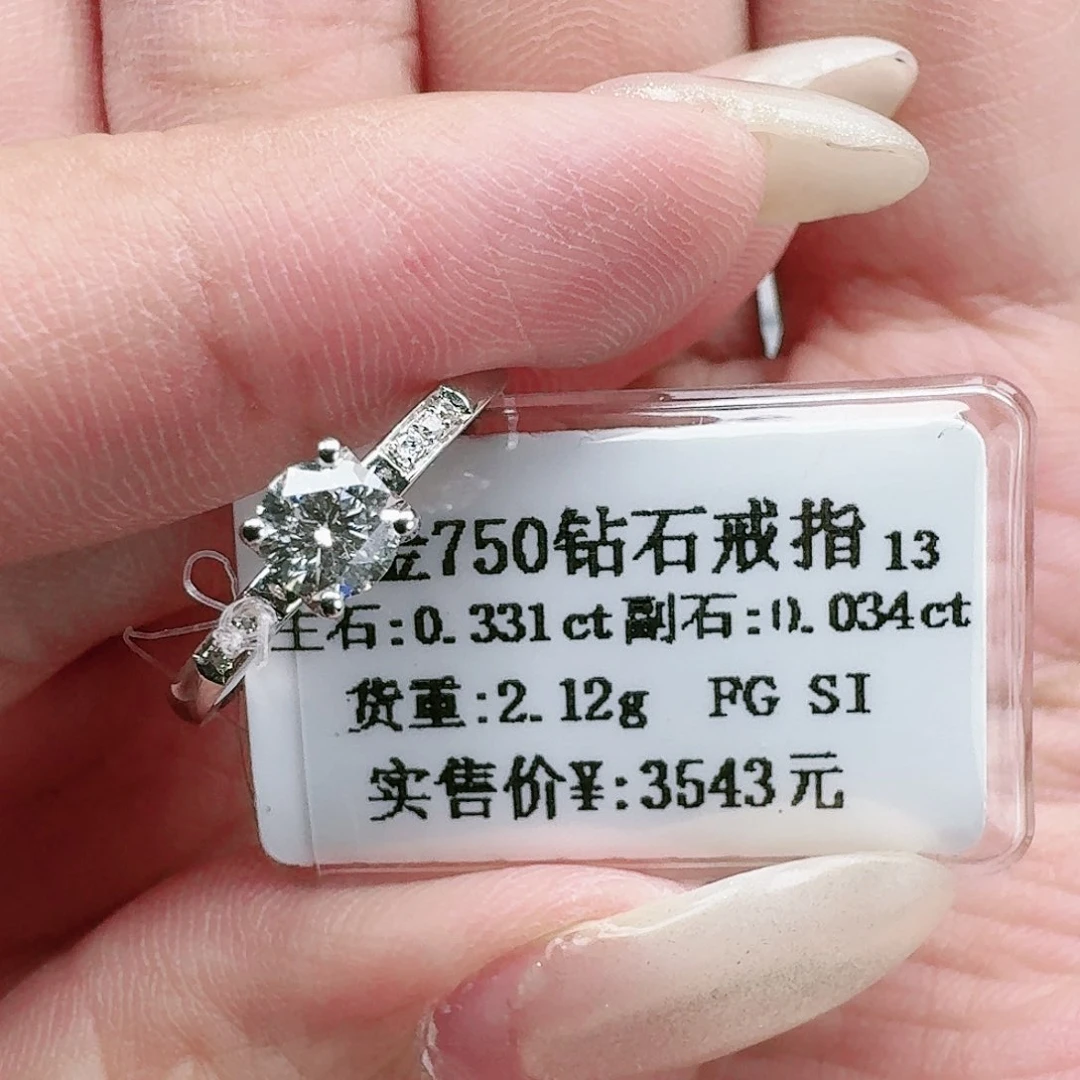 金750钻石戒指 13
主石:0.331ct 副石:0.034ct
货重:2.12g FG SI
实售价¥:3543元